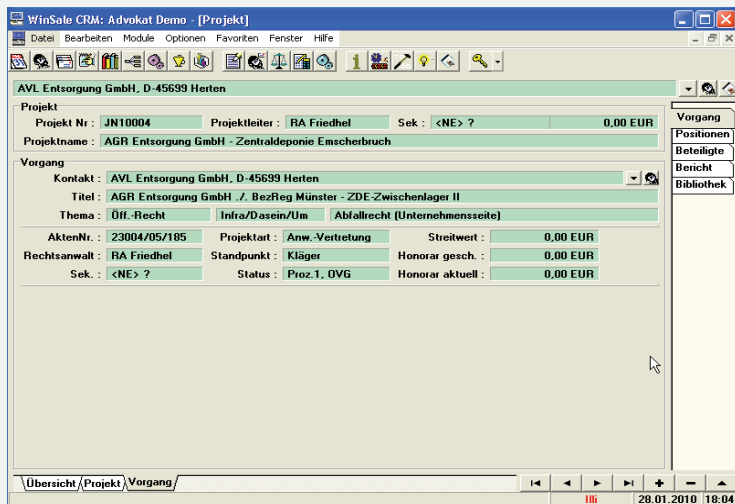 WinSale CRM: Advokat Demo - [Projekt]
Datei Bearbeiten Module Optionen Favoriten Fenster Hilfe
AVL Entsorgung GmbH, D-45699 Herten
Projekt
Projekt Nr : JN10004 Projektleiter : RA Friedhel Sek : <NE> ? 0,00 EUR
Projektname : AGR Entsorgung GmbH - Zentraldeponie Emscherbruch
Vorgang
Kontakt : AVL Entsorgung GmbH, D-45699 Herten
Titel : AGR Entsorgung GmbH ./. BezReg Münster - ZDE-Zwischenlager II
Thema : Öff.-Recht Infra/Dasein/Um Abfallrecht (Unternehmensseite)
AktenNr. : 23004/05/185 Projektart : Anw.-Vertretung Streitwert : 0,00 EUR
Rechtsanwalt : RA Friedhel Standpunkt : Kläger Honorar gesch. : 0,00 EUR
Sek. : <NE> ? Status : Proz.1, OVG Honorar aktuell : 0,00 EUR
Vorgang
Positionen
Beteiligte
Bericht
Bibliothek
Übersicht Projekt Vorgang
Illi 28.01.2010 18:04